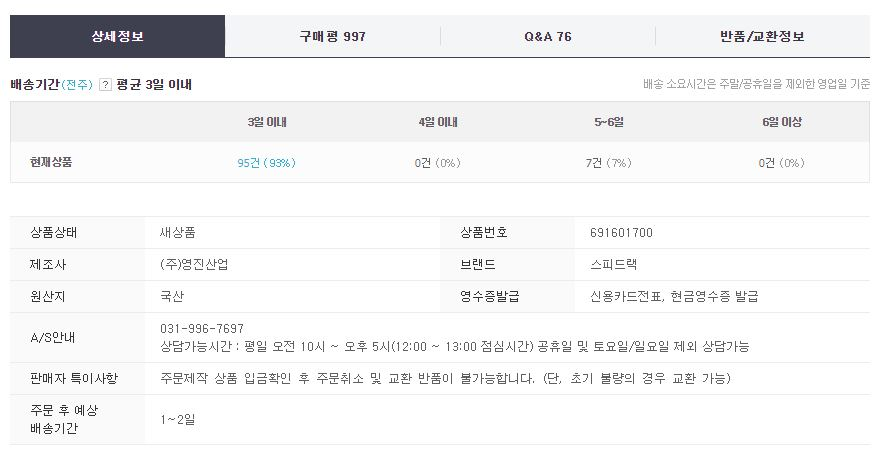 상세정보 구매평 997 Q&A 76 반품/교환정보
배송기간(전주) ? 평균 3일 이내 배송 소요시간은 주말/공휴일을 제외한 영업일 기준
3일 이내 4일 이내 5~6일 6일 이상
현재상품 95건 (93%) 0건 (0%) 7건 (7%) 0건 (0%)
상품상태 새상품 상품번호 691601700
제조사 (주)영진산업 브랜드 스피드랙
원산지 국산 영수증발급 신용카드전표, 현금영수증 발급
A/S안내 031-996-7697
상담가능시간 : 평일 오전 10시 ~ 오후 5시(12:00 ~ 13:00 점심시간) 공휴일 및 토요일/일요일 제외 상담가능
판매자 특이사항 주문제작 상품 입금확인 후 주문취소 및 교환 반품이 불가능합니다. (단, 초기 불량의 경우 교환 가능)
주문 후 예상
배송기간 1~2일